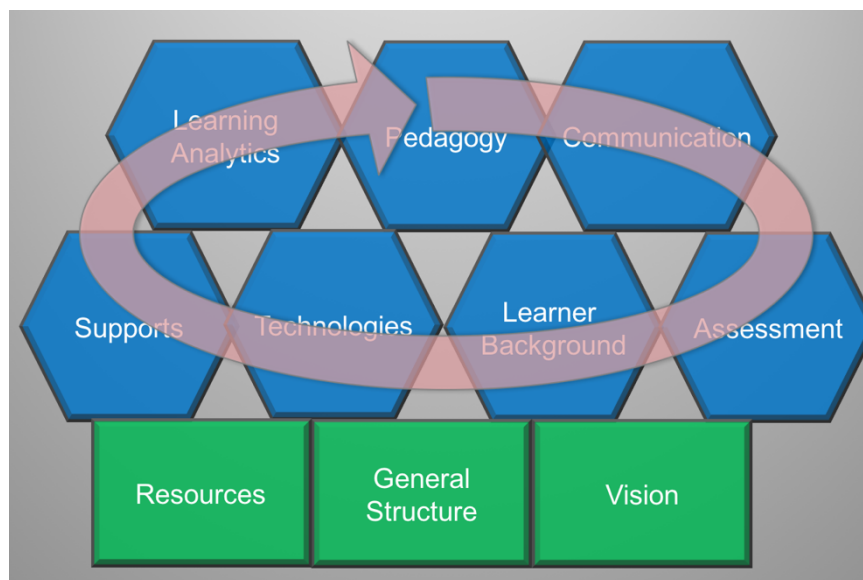 Learning
Analytics
Pedagogy
Communication
Supports
Technologies
Learner
Background
Assessment
Resources
General
Structure
Vision